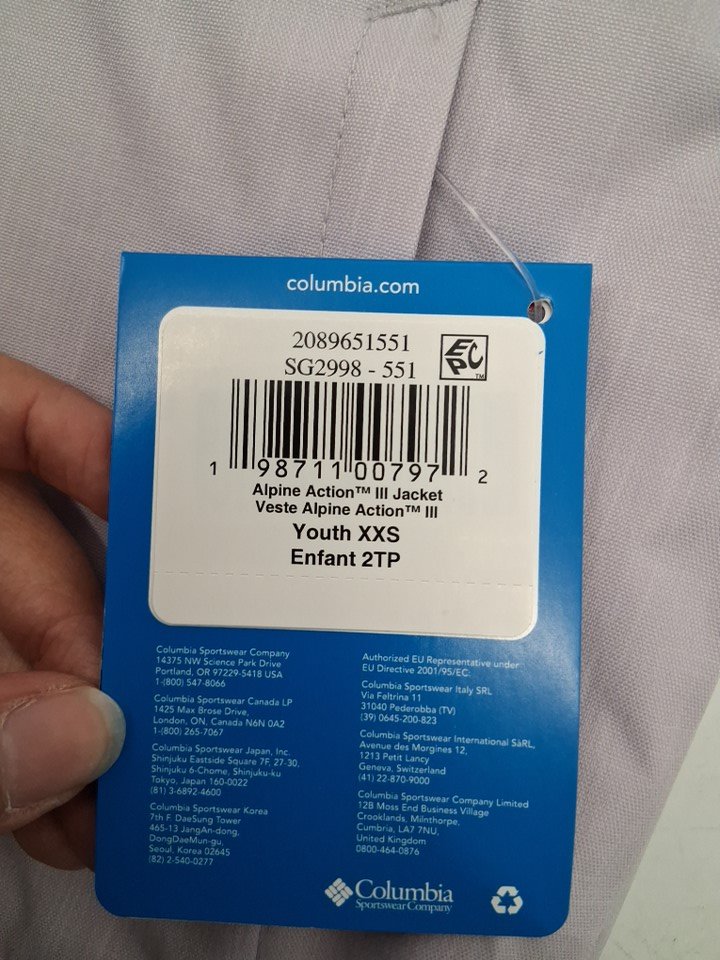 columbia.com
2089651551
SG2998 - 551
EPC™
1 98711 00797 2
Alpine Action™ III Jacket
Veste Alpine Action™ III
Youth XXS
Enfant 2TP
Columbia Sportswear Company
14375 NW Science Park Drive
Portland, OR 97229-5418 USA
1-(800) 547-8066
Columbia Sportswear Canada LP
1425 Max Brose Drive,
London, ON, Canada N6N 0A2
1-(800) 265-7067
Columbia Sportswear Japan, Inc.
Shinjuku Eastside Square 7F, 27-30,
Shinjuku 6-Chome, Shinjuku-ku
Tokyo, Japan 160-0022
(81) 3-6892-4600
Columbia Sportswear Korea
7th F. DaeSung Tower
465-13 JangAn-dong,
DongDaeMun-gu,
Seoul, Korea 02645
(82) 2-540-0277
Authorized EU Representative under
EU Directive 2001/95/EC.
Columbia Sportswear Italy SRL
Via Feltrina 11
31040 Pederobba (TV)
(39) 0645-200-823
Columbia Sportswear International SàRL,
Avenue des Morgines 12,
1213 Petit Lancy
Geneva, Switzerland
(41) 22-870-9000
Columbia Sportswear Company Limited
12B Moss End Business Village
Crooklands, Milnthorpe,
Cumbria, LA7 7NU,
United Kingdom
0800-464-0876
Columbia
Sportswear Company